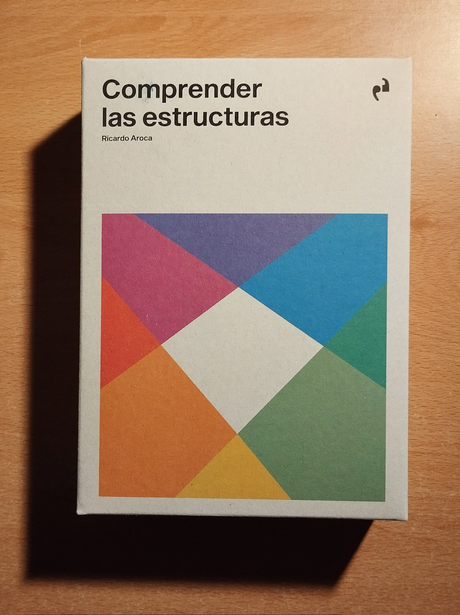 Comprender
las estructuras
Ricardo Aroca